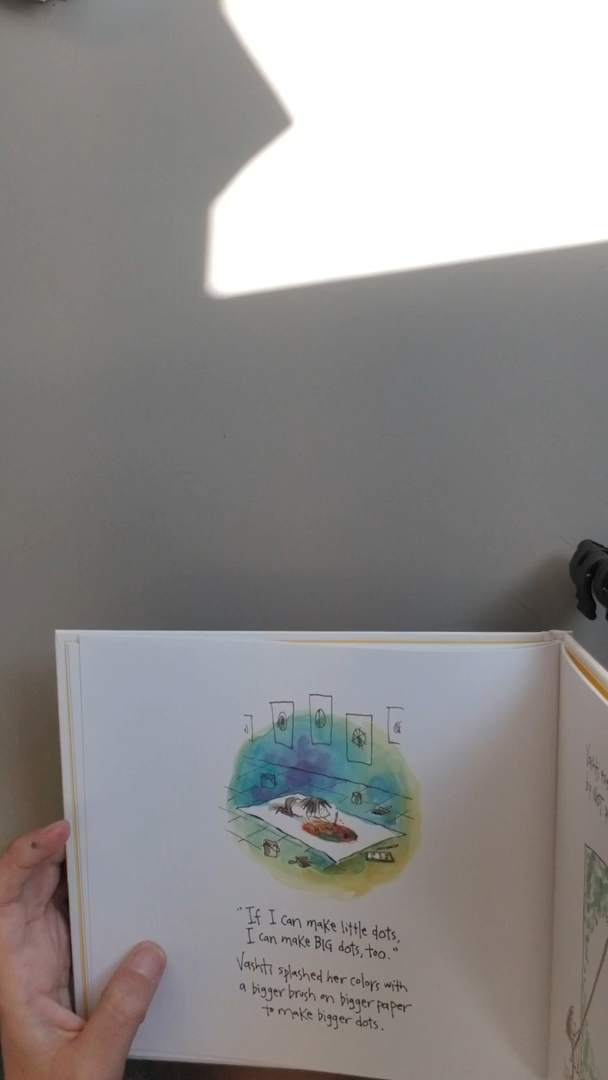 "If I can make little dots,
I can make BIG dots, too."
Vashti splashed her colors with
a bigger brush on bigger paper
to make bigger dots.
Vashti